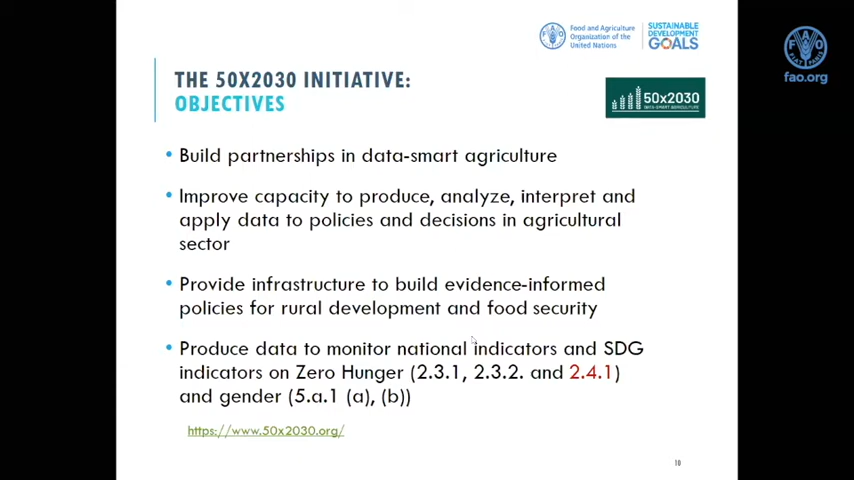 Food and Agriculture
Organization of the
United Nations
SUSTAINABLE
DEVELOPMENT
GOALS
FAO
FIAT PANIS
fao.org
THE 50X2030 INITIATIVE:
OBJECTIVES
50x2030
DATA-SMART AGRICULTURE
• Build partnerships in data-smart agriculture
• Improve capacity to produce, analyze, interpret and
apply data to policies and decisions in agricultural
sector
• Provide infrastructure to build evidence-informed
policies for rural development and food security
• Produce data to monitor national indicators and SDG
indicators on Zero Hunger (2.3.1, 2.3.2. and 2.4.1)
and gender (5.a.1 (a), (b))
https://www.50x2030.org/
10